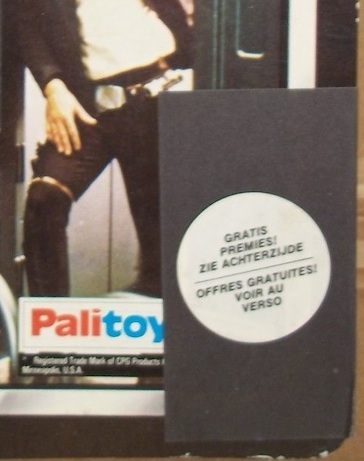 GRATIS
PREMIES!
ZIE ACHTERZIJDE
OFFRES GRATUITES!
VOIR AU
VERSO
Palitoy
Registered Trade Mark of CPG Products
Minneapolis, U.S.A.